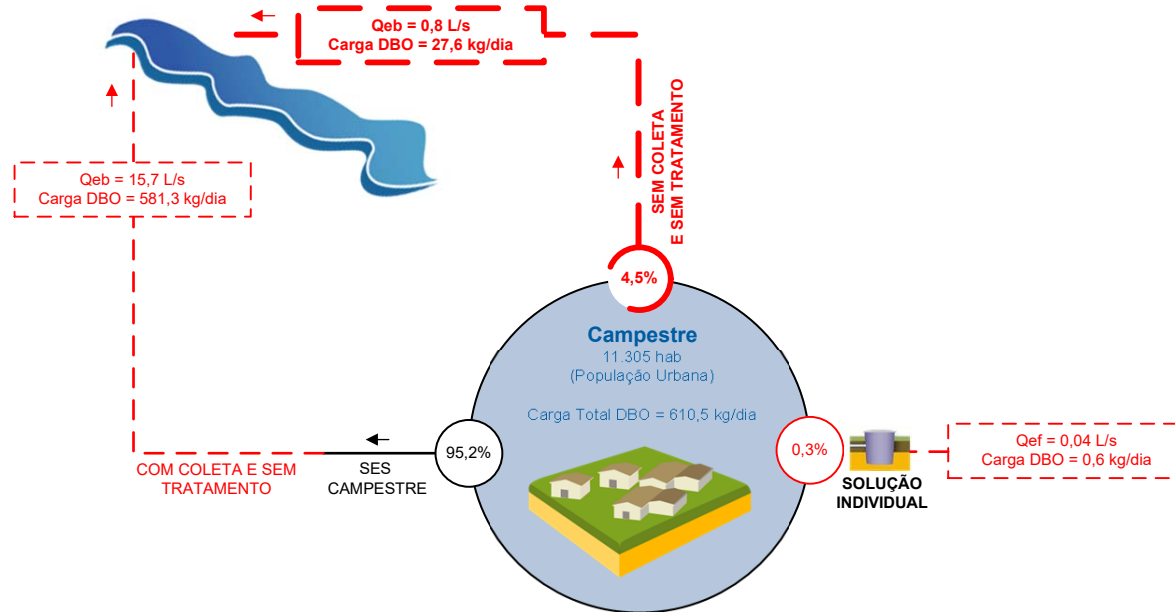 Qeb = 0,8 L/s
Carga DBO = 27,6 kg/dia
SEM COLETA
E SEM TRATAMENTO
Qeb = 15,7 L/s
Carga DBO = 581,3 kg/dia
4,5%
Campestre
11.305 hab
(População Urbana)
Carga Total DBO = 610,5 kg/dia
95,2%
0,3%
Qef = 0,04 L/s
Carga DBO = 0,6 kg/dia
COM COLETA E SEM
TRATAMENTO
SES
CAMPESTRE
SOLUÇÃO
INDIVIDUAL